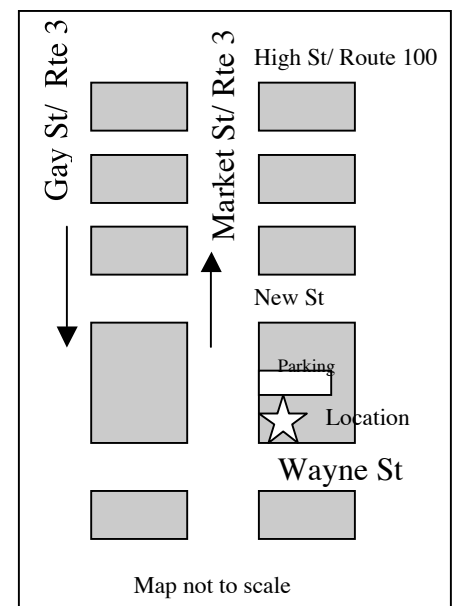 Gay St/ Rte 3
Market St/ Rte 3
High St/ Route 100
New St
Parking
Location
Wayne St
Map not to scale